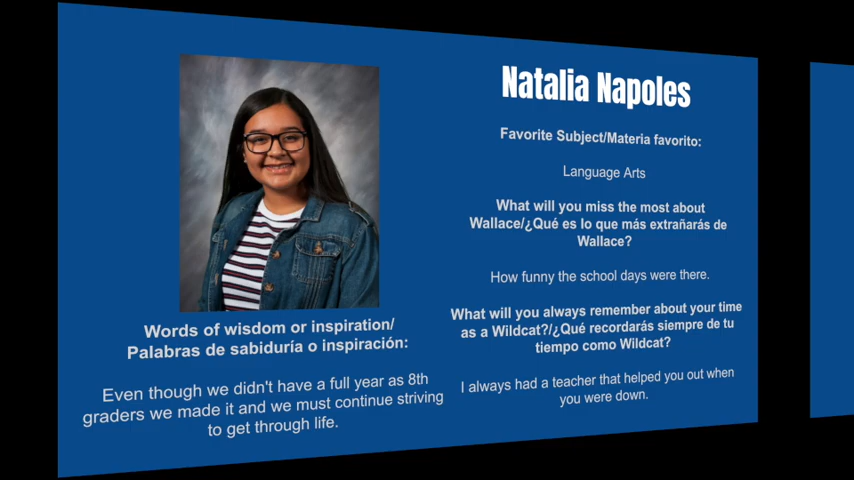 Natalia Napoles
Favorite Subject/Materia favorito:
Language Arts
What will you miss the most about
Wallace/¿Qué es lo que más extrañarás de
Wallace?
How funny the school days were there.
What will you always remember about your time
as a Wildcat?/¿Qué recordarás siempre de tu
tiempo como Wildcat?
I always had a teacher that helped you out when
you were down.
Words of wisdom or inspiration/
Palabras de sabiduría o inspiración:
Even though we didn't have a full year as 8th
graders we made it and we must continue striving
to get through life.